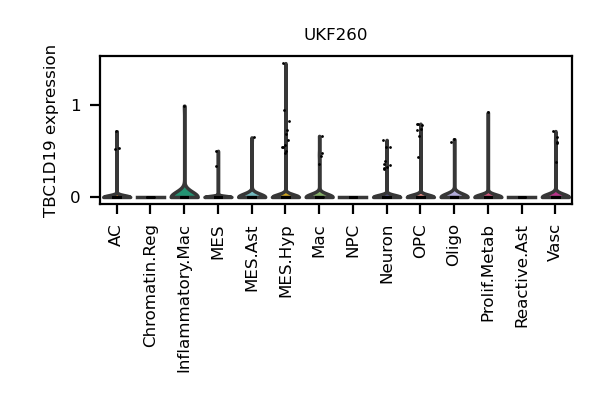 UKF260
TBC1D19 expression
1
0
AC
Chromatin.Reg
Inflammatory.Mac
MES
MES.Ast
MES.Hyp
Mac
NPC
Neuron
OPC
Oligo
Prolif.Metab
Reactive.Ast
Vasc